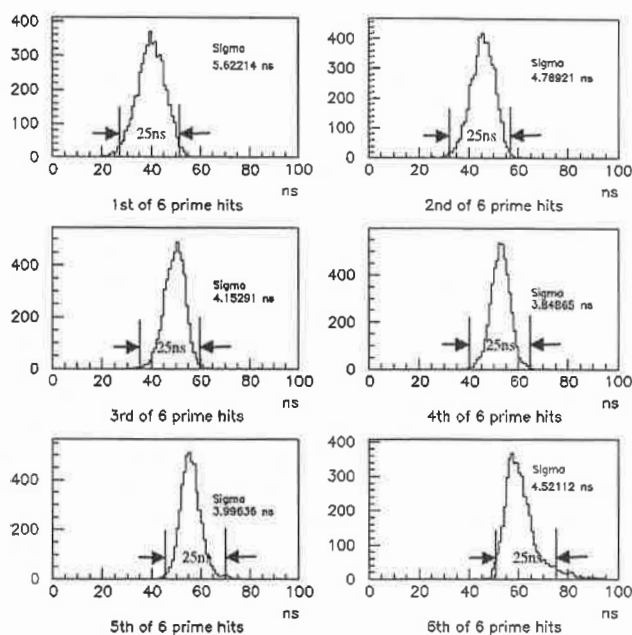 400
300
200
100
0
Sigma
5.62214 ns
25ns
0 20 40 60 80 100
ns
1st of 6 prime hits
400
300
200
100
0
Sigma
4.78921 ns
25ns
0 20 40 60 80 100
ns
2nd of 6 prime hits
400
200
0
Sigma
4.15291 ns
25ns
0 20 40 60 80 100
ns
3rd of 6 prime hits
400
200
0
Sigma
3.84865 ns
25ns
0 20 40 60 80 100
ns
4th of 6 prime hits
400
200
0
Sigma
3.99636 ns
25ns
0 20 40 60 80 100
ns
5th of 6 prime hits
400
300
200
100
0
Sigma
4.52112 ns
25ns
0 20 40 60 80 100
ns
6th of 6 prime hits